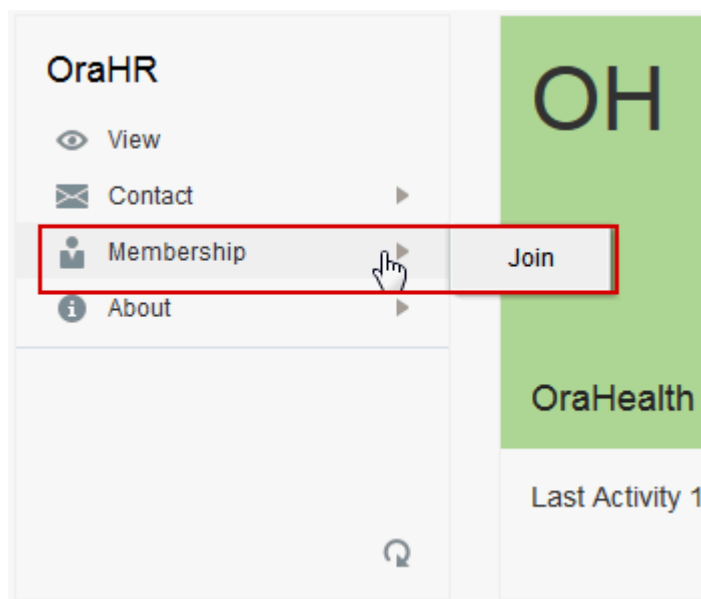 OraHR
View
Contact
Membership
Join
About
OH
OraHealth
Last Activity 1